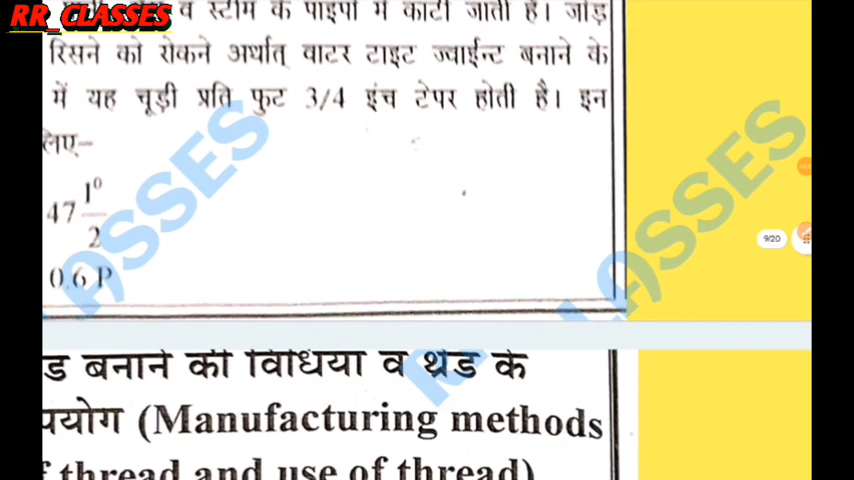 RR_CLASSES
व स्टीम के पाइपों में काटी जाती है। जोड़
रिसने को रोकने अर्थात् वाटर टाइट ज्वाईन्ट बनाने के
में यह चूड़ी प्रति फुट 3/4 इंच टेपर होती है। इन
लिए–
47 1°/2
0.6 P
9/20
बनाने की विधियां व थ्रेड के
(Manufacturing methods
thread and use of thread)
CLASSES